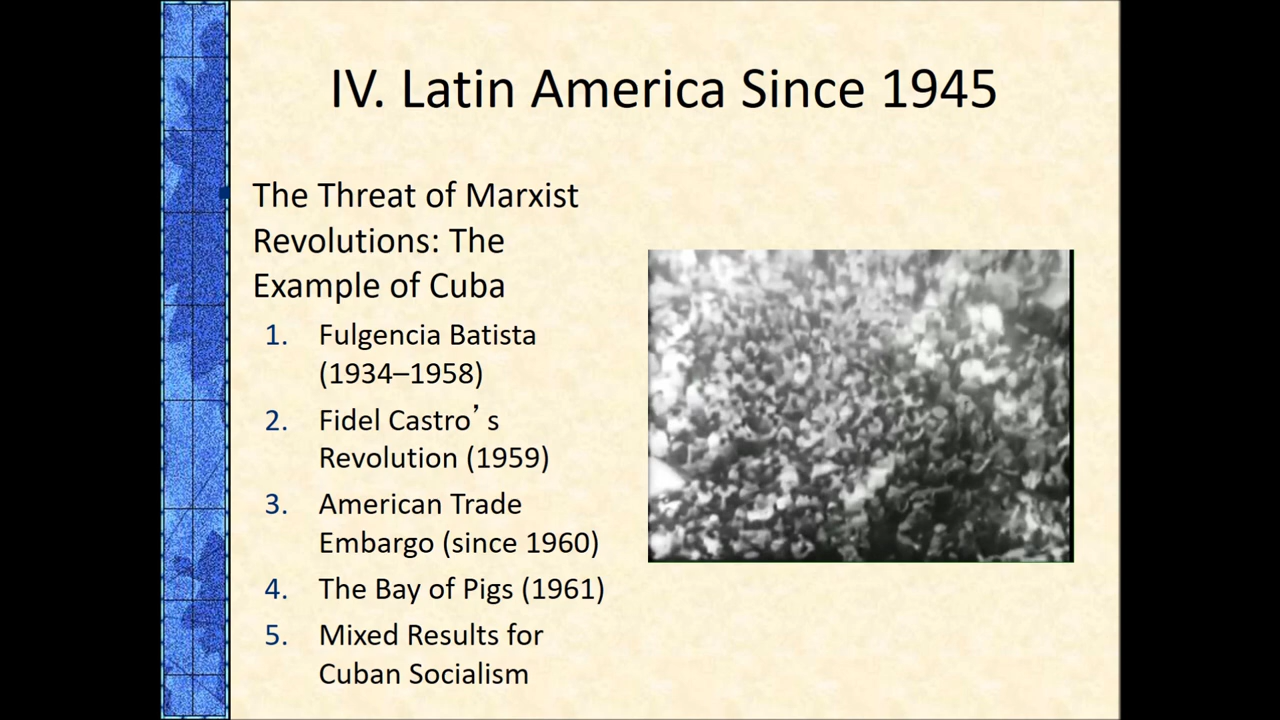 IV. Latin America Since 1945
The Threat of Marxist
Revolutions: The
Example of Cuba
1. Fulgencia Batista
(1934–1958)
2. Fidel Castro’ s
Revolution (1959)
3. American Trade
Embargo (since 1960)
4. The Bay of Pigs (1961)
5. Mixed Results for
Cuban Socialism